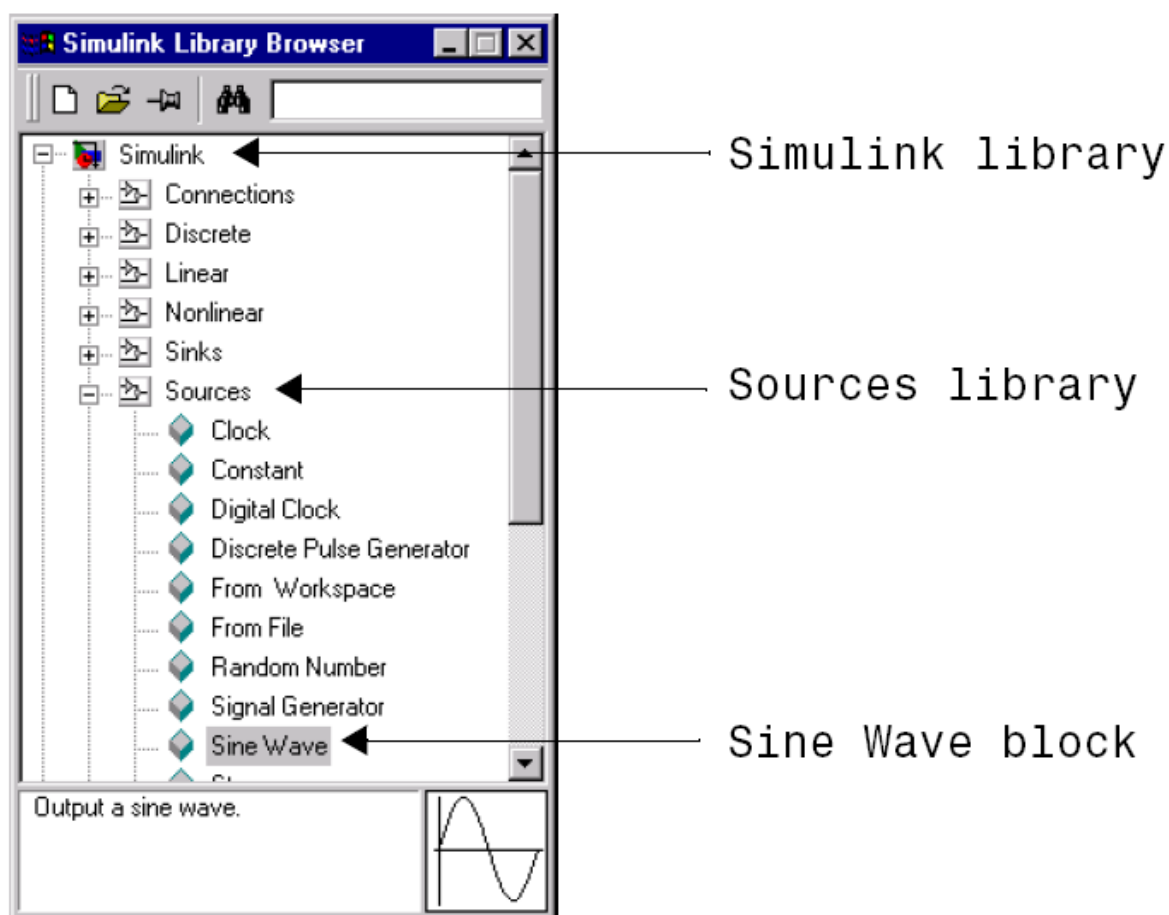 Simulink Library Browser
Simulink
Simulink library
Connections
Discrete
Linear
Nonlinear
Sinks
Sources
Sources library
Clock
Constant
Digital Clock
Discrete Pulse Generator
From Workspace
From File
Random Number
Signal Generator
Sine Wave
Sine Wave block
Output a sine wave.